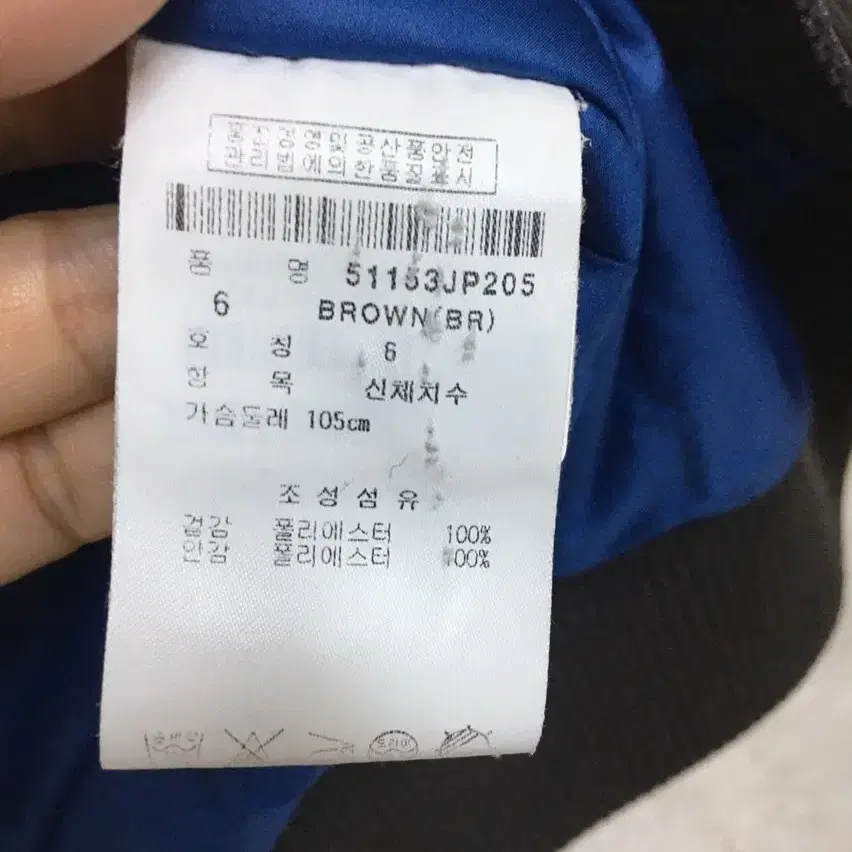 품질경영및공산품안전
관리법에의한품질표시
품 명 51153JP205
6 BROWN(BR)
호 칭 6
항 목 신체치수
가슴둘레 105cm
조성섬유
겉감 폴리에스터 100%
안감 폴리에스터 100%
드라이